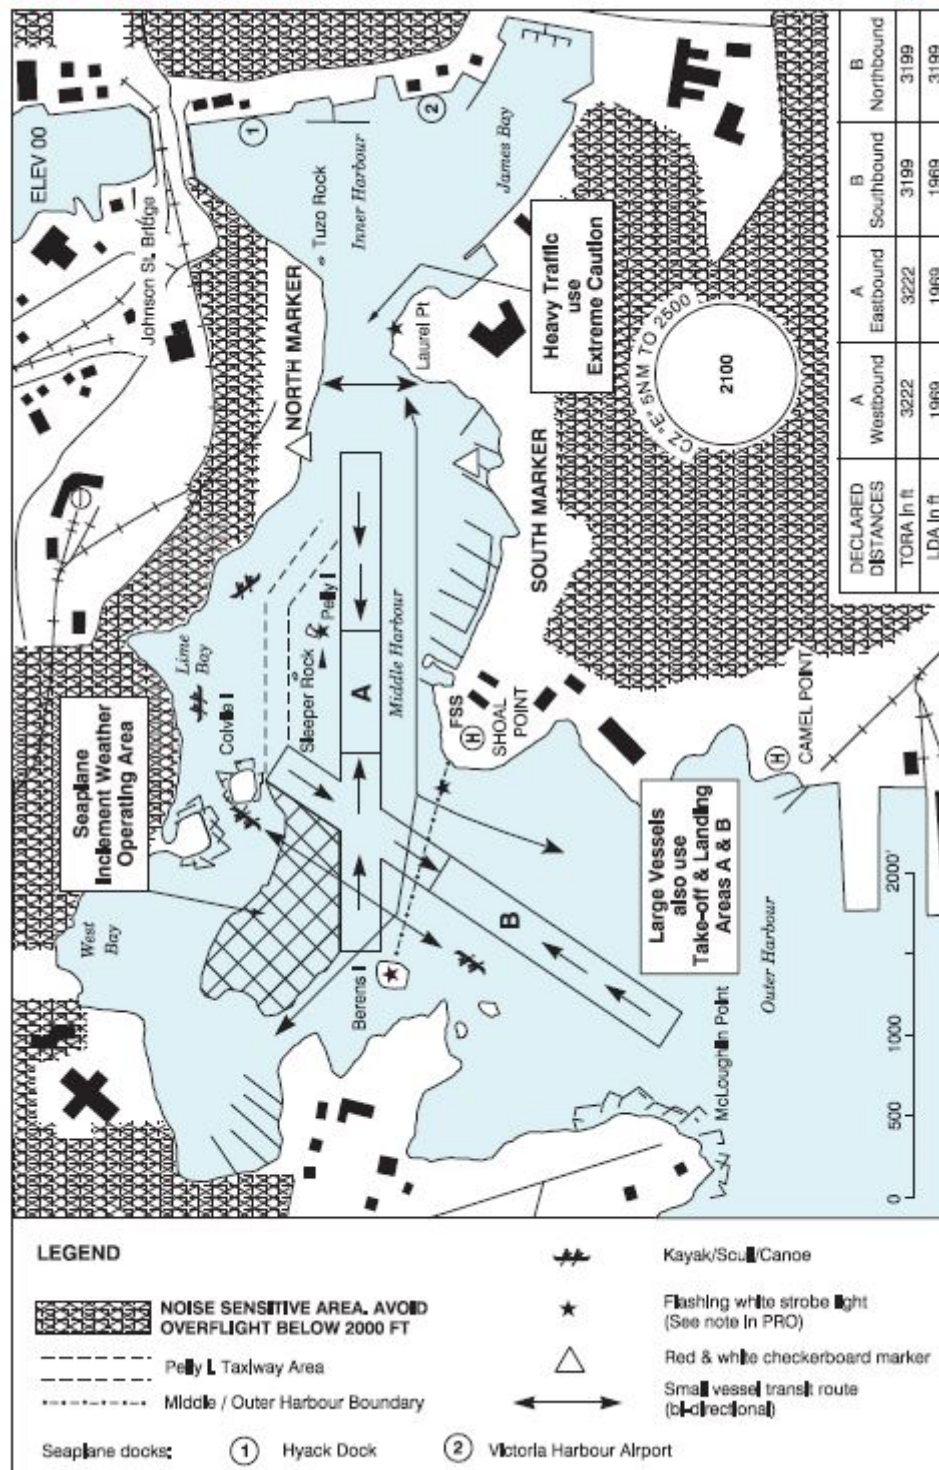 ELEV 00
Johnson St. Bridge
1
2
Tuzo Rock
Inner Harbour
James Bay
NORTH MARKER
Laurel Pt
Heavy Traffic
use
Extreme Caution
CZ "E" 5NM TO 2500
2100
SOUTH MARKER
Lime
Bay
Pelly I
Sleeper Rock
A
Middle Harbour
Colville I
Seaplane
Inclement Weather
Operating Area
FSS
H
SHOAL
POINT
H
CAMEL POINT
West
Bay
Berens I
B
Large Vessels
also use
Take-off & Landing
Areas A & B
McLoughlin Point
Outer Harbour
0 500 1000 2000'
DECLARED DISTANCES A Westbound A Eastbound B Southbound B Northbound
TORA in ft 3222 3222 3199 3199
LDA in ft 1969 1969 1969 3199
LEGEND
NOISE SENSITIVE AREA. AVOID
OVERFLIGHT BELOW 2000 FT
Pelly I. Taxiway Area
Middle / Outer Harbour Boundary
Kayak/Scull/Canoe
Flashing white strobe light
(See note in PRO)
Red & white checkerboard marker
Small vessel transit route
(bi-directional)
Seaplane docks: 1 Hyack Dock 2 Victoria Harbour Airport